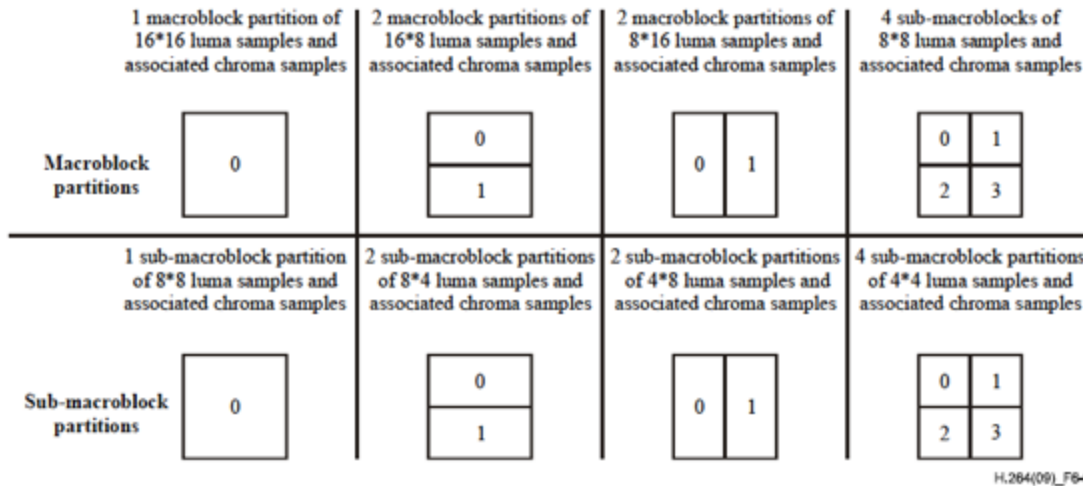 1 macroblock partition of
16*16 luma samples and
associated chroma samples
2 macroblock partitions of
16*8 luma samples and
associated chroma samples
2 macroblock partitions of
8*16 luma samples and
associated chroma samples
4 sub-macroblocks of
8*8 luma samples and
associated chroma samples
Macroblock
partitions
0
0
1
0 1
0 1
2 3
1 sub-macroblock partition
of 8*8 luma samples and
associated chroma samples
2 sub-macroblock partitions
of 8*4 luma samples and
associated chroma samples
2 sub-macroblock partitions
of 4*8 luma samples and
associated chroma samples
4 sub-macroblock partitions
of 4*4 luma samples and
associated chroma samples
Sub-macroblock
partitions
0
0
1
0 1
0 1
2 3
H.264(09)_F6-